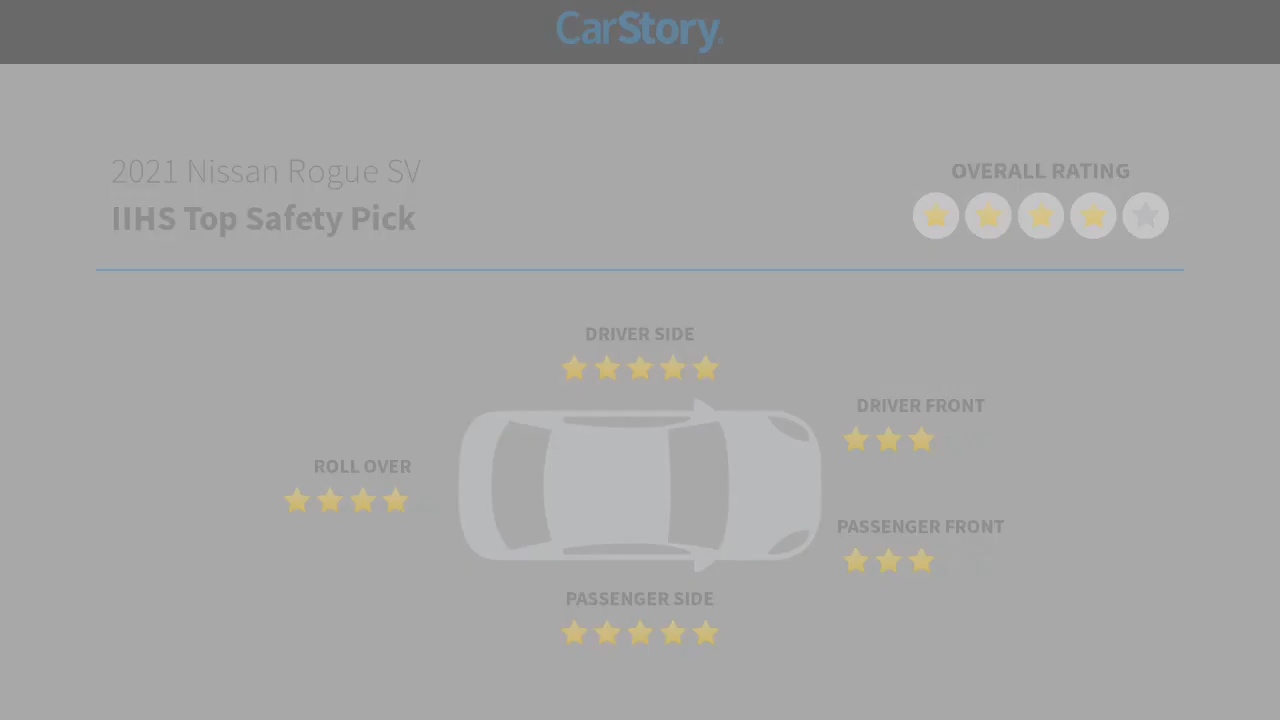 CarStory
2021 Nissan Rogue SV
IIHS Top Safety Pick
OVERALL RATING
DRIVER SIDE
DRIVER FRONT
ROLL OVER
PASSENGER FRONT
PASSENGER SIDE